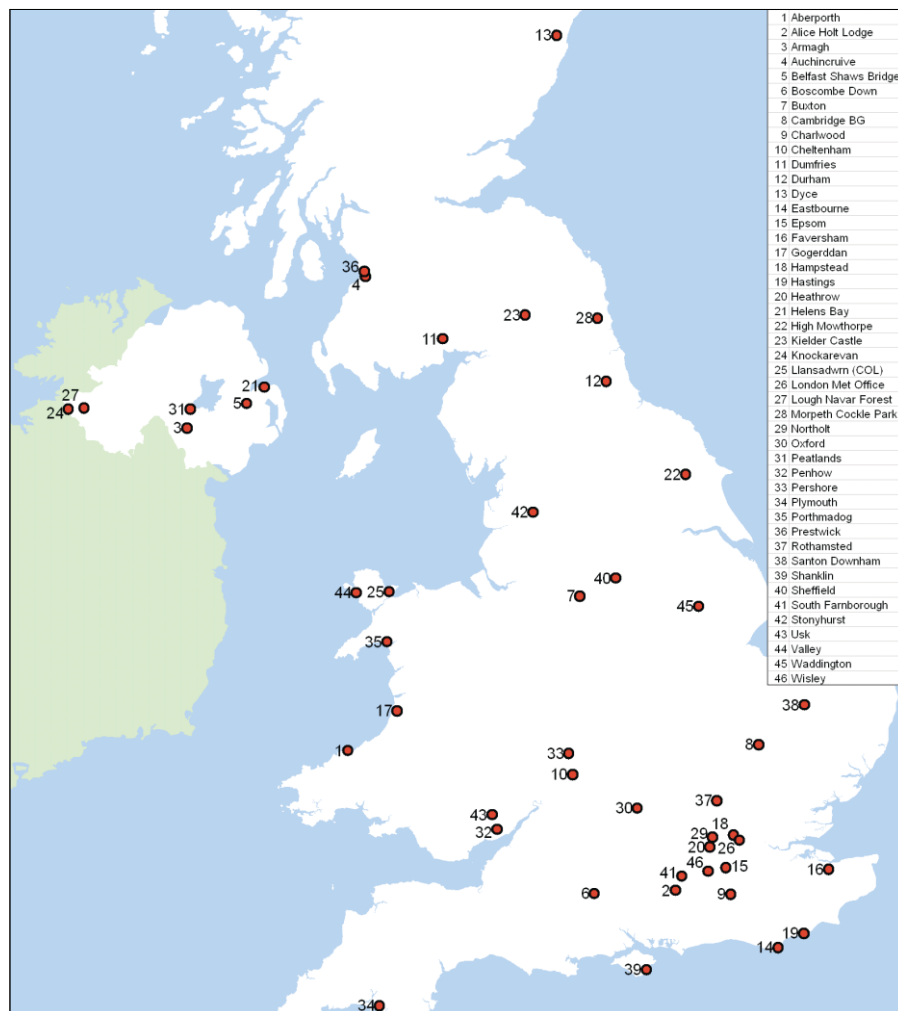 1 Aberporth
2 Alice Holt Lodge
3 Armagh
4 Auchincruive
5 Belfast Shaws Bridge
6 Boscombe Down
7 Buxton
8 Cambridge BG
9 Charlwood
10 Cheltenham
11 Dumfries
12 Durham
13 Dyce
14 Eastbourne
15 Epsom
16 Faversham
17 Gogerddan
18 Hampstead
19 Hastings
20 Heathrow
21 Helens Bay
22 High Mowthorpe
23 Kielder Castle
24 Knockarevan
25 Llansadwrn (COL)
26 London Met Office
27 Lough Navar Forest
28 Morpeth Cockle Park
29 Northolt
30 Oxford
31 Peatlands
32 Penhow
33 Pershore
34 Plymouth
35 Porthmadog
36 Prestwick
37 Rothamsted
38 Santon Downham
39 Shanklin
40 Sheffield
41 South Farnborough
42 Stonyhurst
43 Usk
44 Valley
45 Waddington
46 Wisley
13
36
4
23
28
11
12
21
27
24
31
5
3
22
42
40
7
45
44
25
35
17
38
8
1
33
10
37
30
43
32
18
29
20
26
46
15
16
41
2
6
9
19
14
39
34